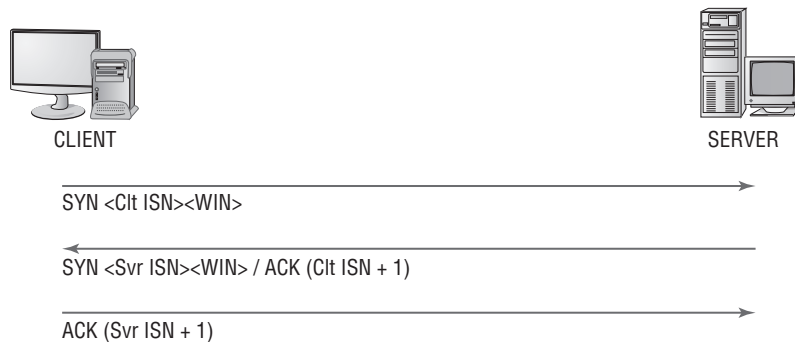 CLIENT
SERVER
SYN <Clt ISN><WIN>
SYN <Svr ISN><WIN> / ACK (Clt ISN + 1)
ACK (Svr ISN + 1)